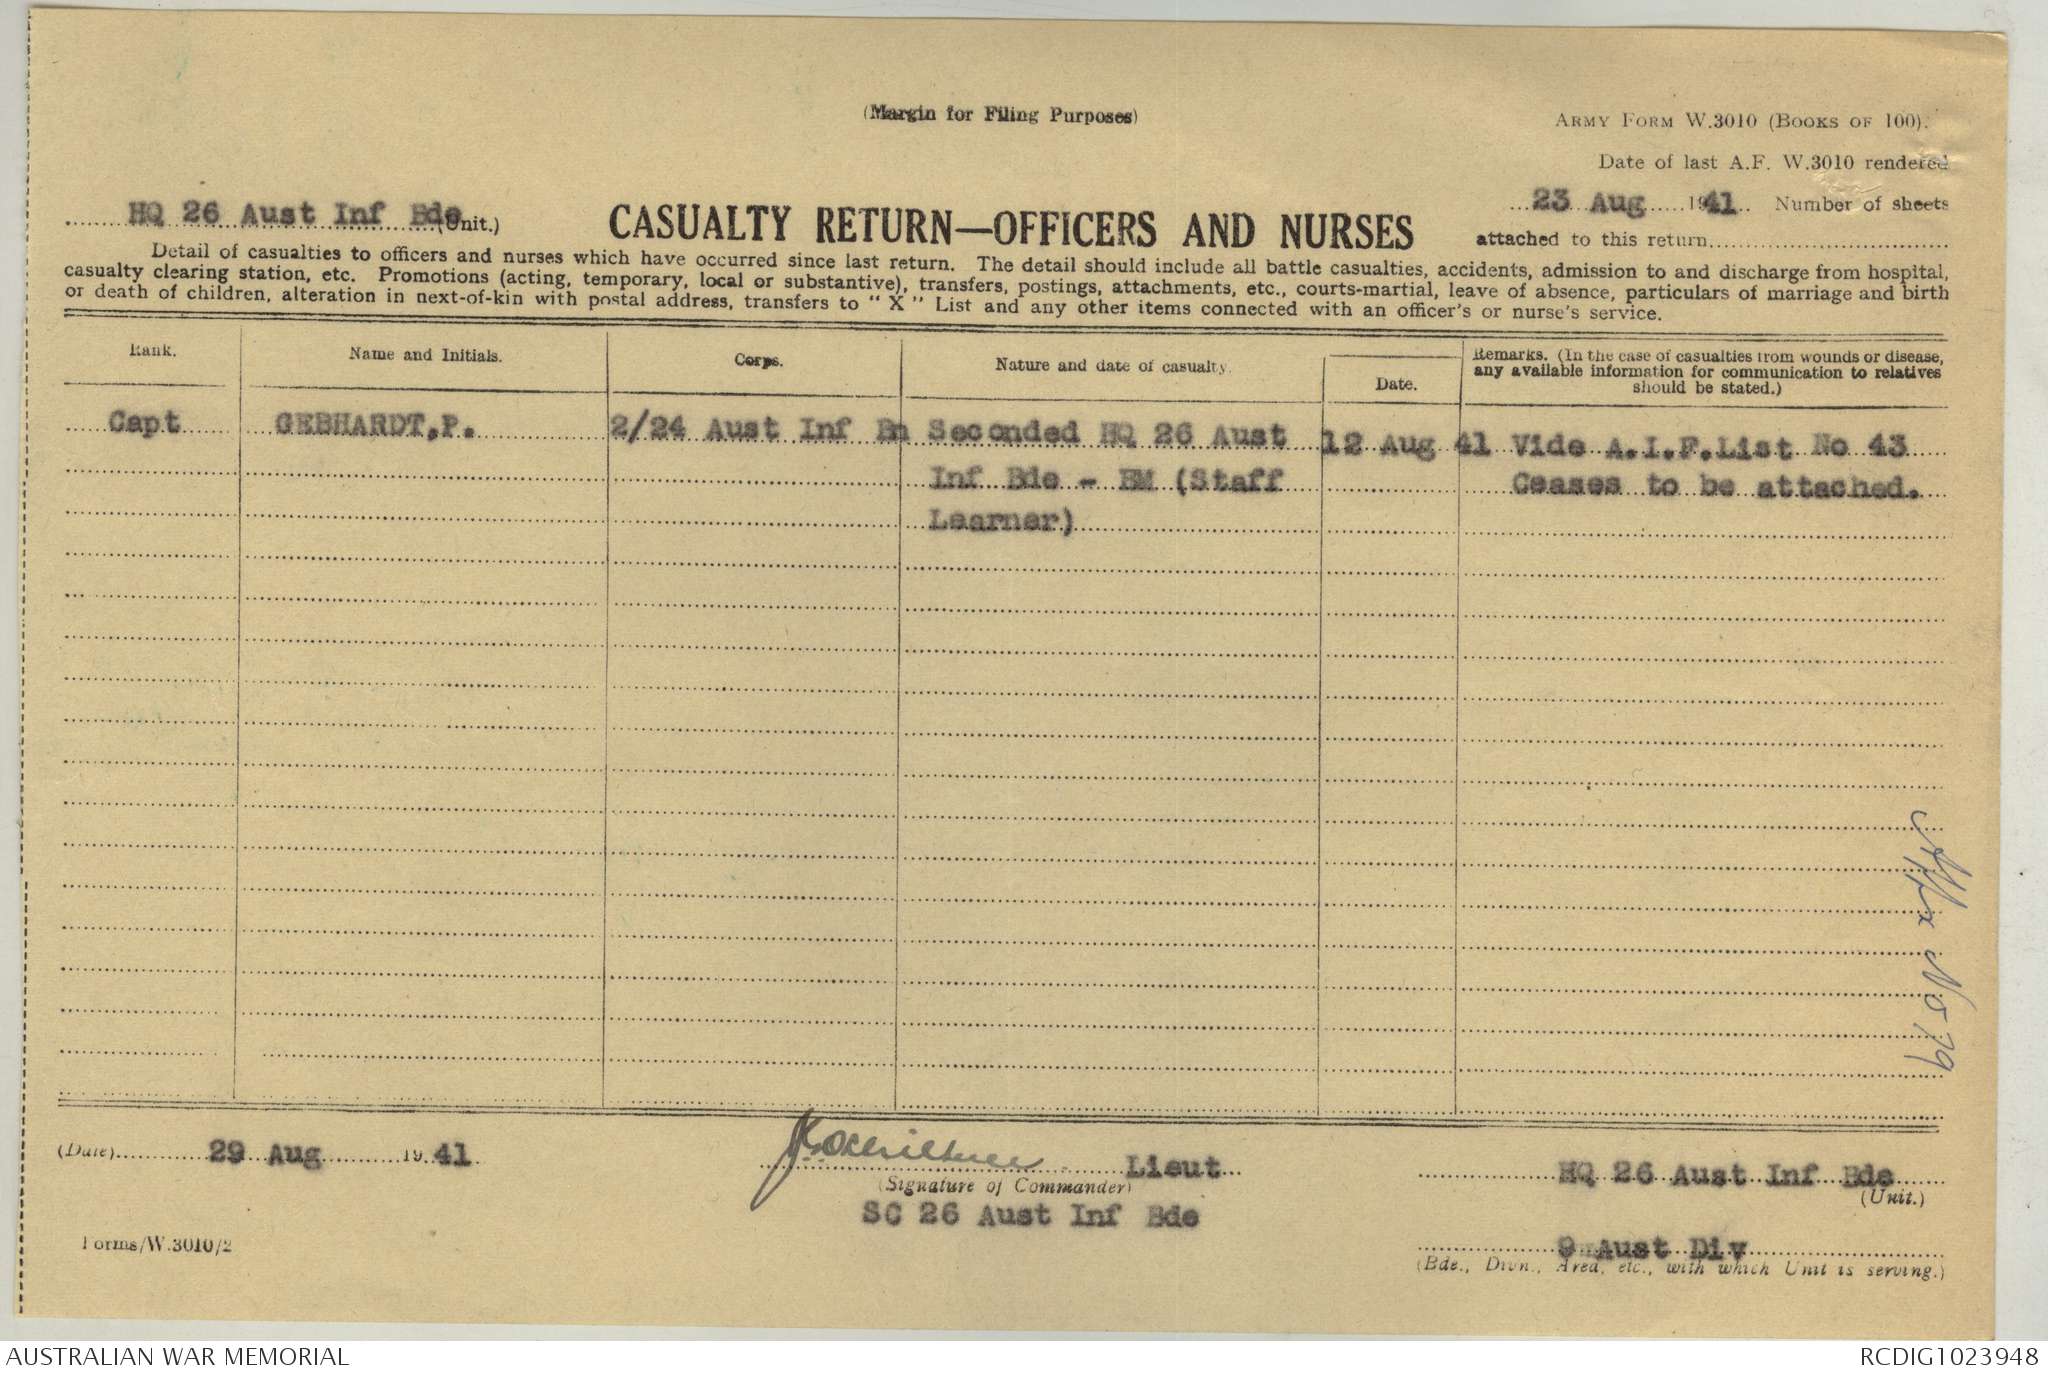 (Margin for Filing Purposes)
ARMY FORM W.3010 (BOOKS OF 100).
Date of last A.F. W.3010 rendered
23 Aug 1941 Number of sheets
attached to this return
HQ 26 Aust Inf Bde (Unit.)
CASUALTY RETURN—OFFICERS AND NURSES
Detail of casualties to officers and nurses which have occurred since last return. The detail should include all battle casualties, accidents, admission to and discharge from hospital,
casualty clearing station, etc. Promotions (acting, temporary, local or substantive), transfers, postings, attachments, etc., courts-martial, leave of absence, particulars of marriage and birth
or death of children, alteration in next-of-kin with postal address, transfers to "X" List and any other items connected with an officer's or nurse's service.
Rank. Name and Initials. Corps. Nature and date of casualty. Date. Remarks. (In the case of casualties from wounds or disease,
any available information for communication to relatives
should be stated.)
Capt GEBHARDT,P. 2/24 Aust Inf Bn Seconded HQ 26 Aust 12 Aug 41 Vide A.I.F.List No 43
Inf Bde - BM (Staff Ceases to be attached.
Learner)
Appx No 79
(Date) 29 Aug 1941
Lieut
(Signature of Commander)
SC 26 Aust Inf Bde
HQ 26 Aust Inf Bde
(Unit.)
Forms/W.3010/2
9 Aust Div
(Bde., Divn., Area, etc., with which Unit is serving.)
AUSTRALIAN WAR MEMORIAL
RCDIG1023948